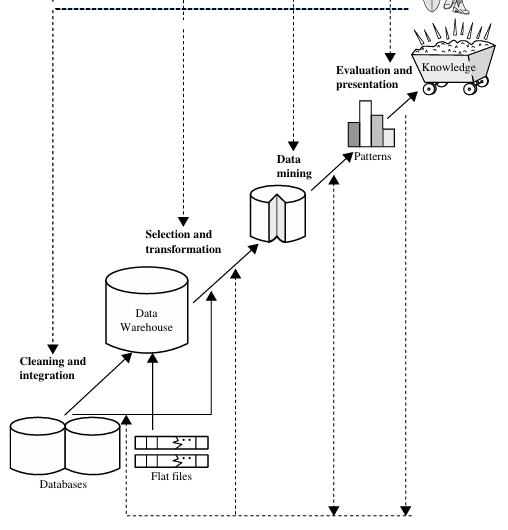 Knowledge
Evaluation and
presentation
Patterns
Data
mining
Selection and
transformation
Data
Warehouse
Cleaning and
integration
Databases
Flat files